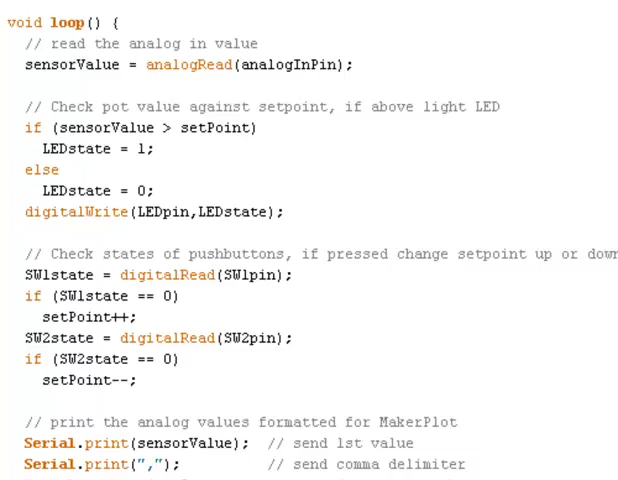 void loop() {
// read the analog in value
sensorValue = analogRead(analogInPin);
// Check pot value against setpoint, if above light LED
if (sensorValue > setPoint)
LEDstate = 1;
else
LEDstate = 0;
digitalWrite(LEDpin,LEDstate);
// Check states of pushbuttons, if pressed change setpoint up or down
SW1state = digitalRead(SW1pin);
if (SW1state == 0)
setPoint++;
SW2state = digitalRead(SW2pin);
if (SW2state == 0)
setPoint--;
// print the analog values formatted for MakerPlot
Serial.print(sensorValue);  // send 1st value
Serial.print(",");          // send comma delimiter